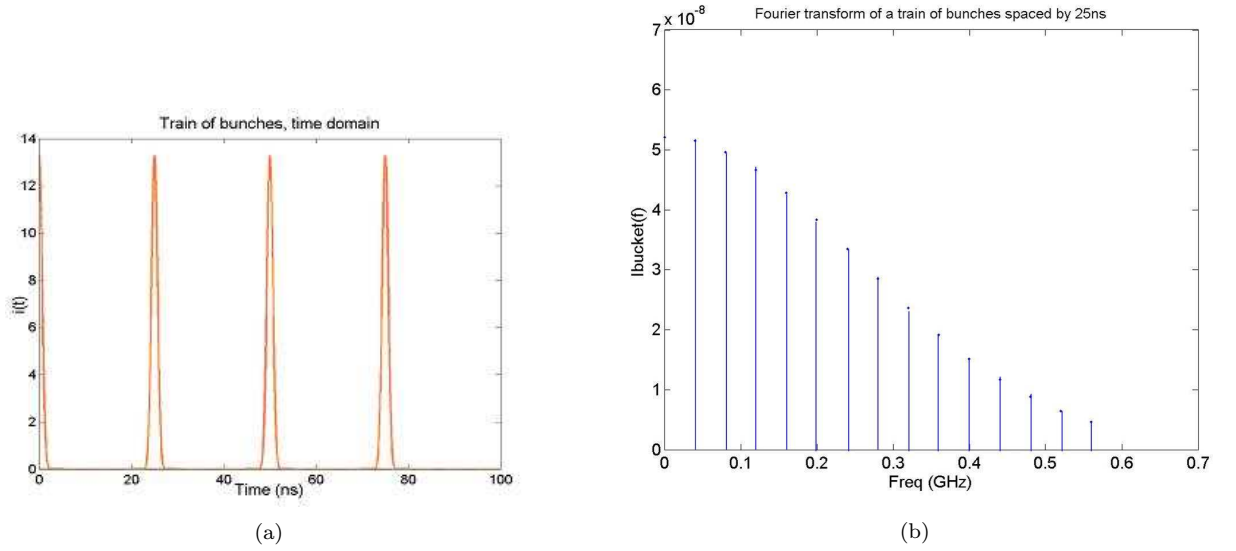 Train of bunches, time domain
14
12
10
8
6
4
2
0
i(t)
0 20 40 60 80 100
Time (ns)
(a)
Fourier transform of a train of bunches spaced by 25ns
x 10^-8
7
6
5
4
3
2
1
0
Ibucket(f)
0 0.1 0.2 0.3 0.4 0.5 0.6 0.7
Freq (GHz)
(b)